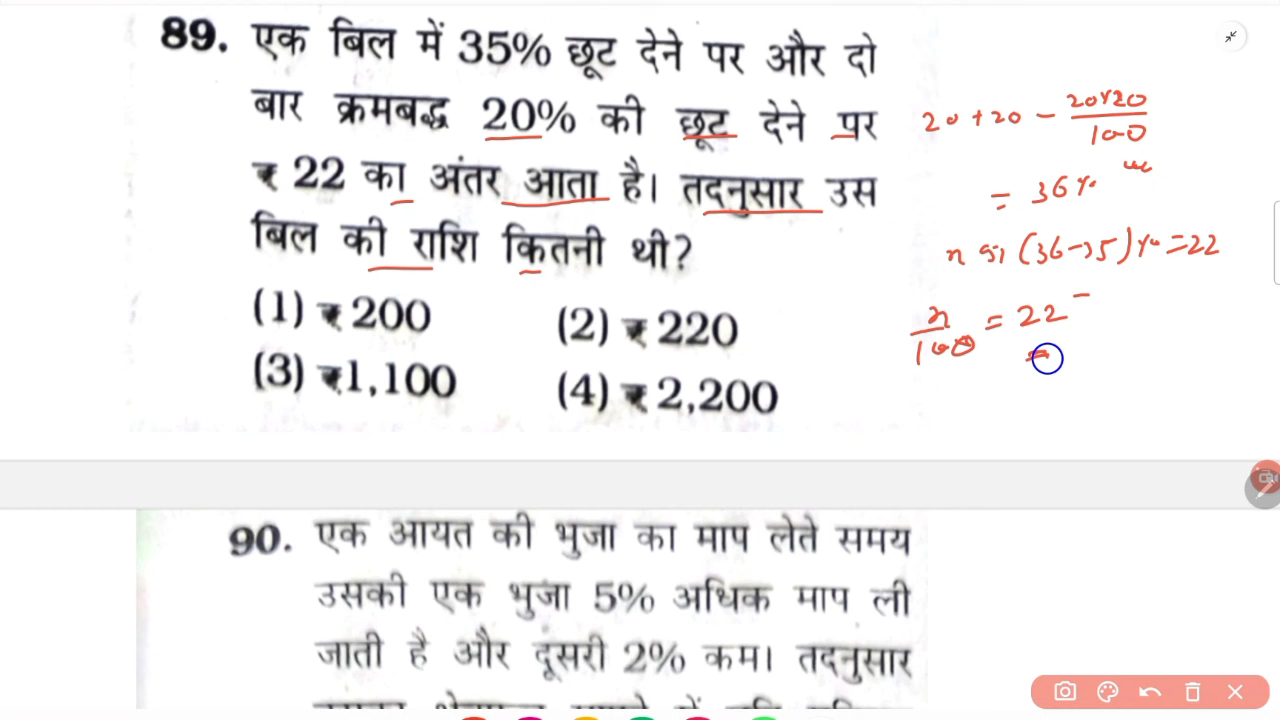 89. एक बिल में 35% छूट देने पर और दो
बार क्रमबद्ध 20% की छूट देने पर
₹ 22 का अंतर आता है। तदनुसार उस
बिल की राशि कितनी थी?
(1) ₹ 200 (2) ₹ 220
(3) ₹ 1,100 (4) ₹ 2,200
20+20 - 20×20/100
= 36%
(36-35)% = 22
/100 = 22
90. एक आयत की भुजा का माप लेते समय
उसकी एक भुजा 5% अधिक माप ली
जाती है और दूसरी 2% कम। तदनुसार